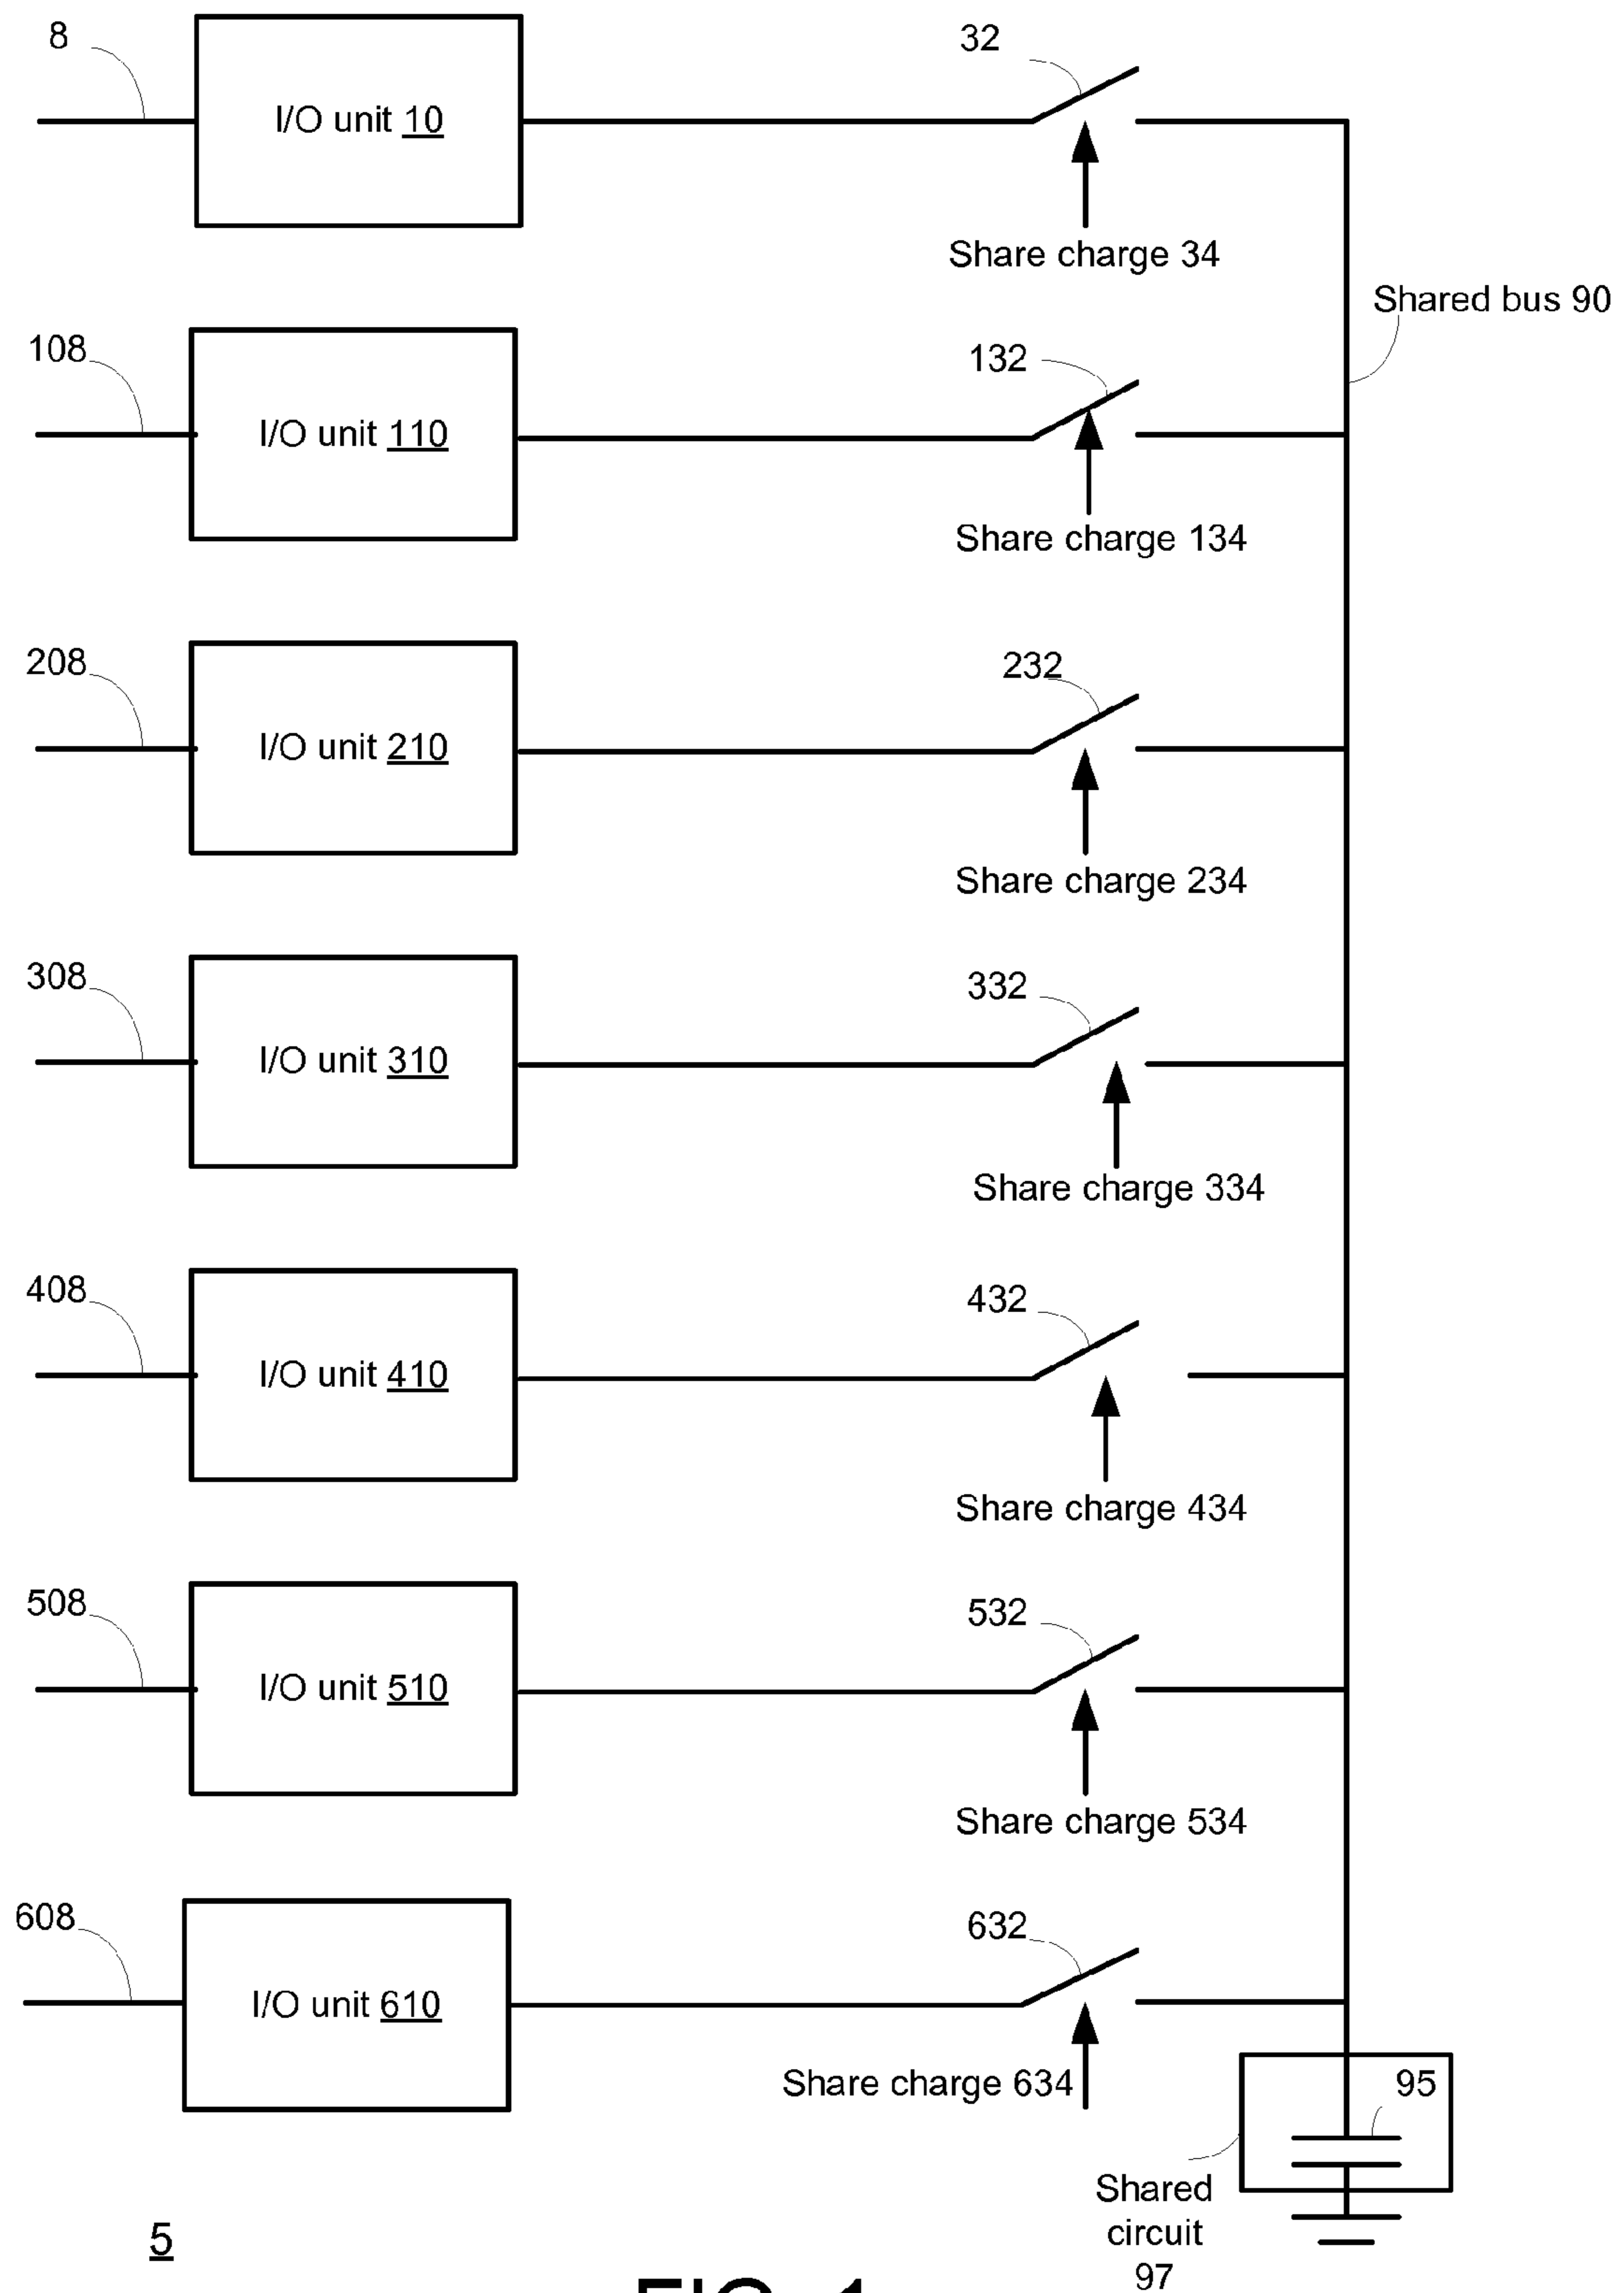 8
32
I/O unit 10
Share charge 34
Shared bus 90
108
132
I/O unit 110
Share charge 134
208
232
I/O unit 210
Share charge 234
308
332
I/O unit 310
Share charge 334
408
432
I/O unit 410
Share charge 434
508
532
I/O unit 510
Share charge 534
608
632
I/O unit 610
Share charge 634
95
Shared
circuit
97
5
FIG. 1